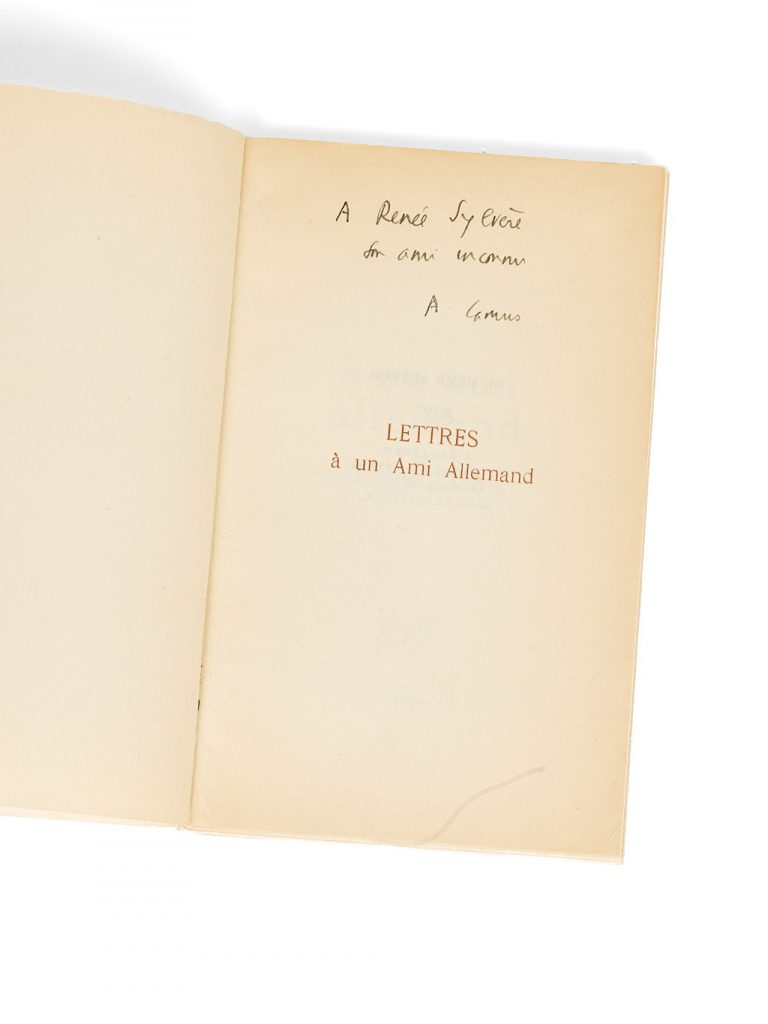 A Renée Sylvère
son ami inconnu
A Camus
LETTRES
à un Ami Allemand